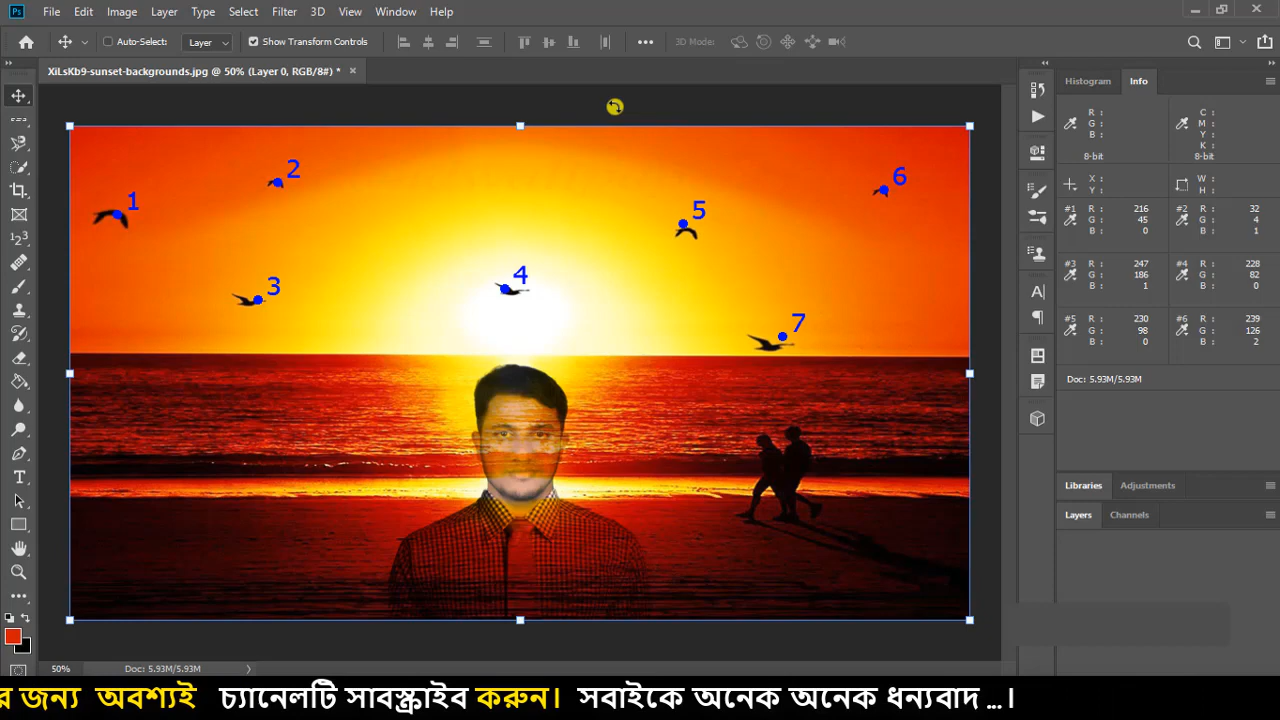 Ps File Edit Image Layer Type Select Filter 3D View Window Help
Auto-Select: Layer Show Transform Controls 3D Mode:
XiLsKb9-sunset-backgrounds.jpg @ 50% (Layer 0, RGB/8#) *
Histogram Info
R : C :
G : M :
B : Y :
K :
8-bit 8-bit
X : W :
Y : H :
#1 R : 216 #2 R : 32
G : 45 G : 4
B : 0 B : 1
#3 R : 247 #4 R : 228
G : 186 G : 82
B : 1 B : 0
#5 R : 230 #6 R : 239
G : 98 G : 126
B : 0 B : 2
Doc: 5.93M/5.93M
Libraries Adjustments
Layers Channels
1
2
3
4
5
6
7
50% Doc: 5.93M/5.93M
র জন্য অবশ্যই চ্যানেলটি সাবস্ক্রাইব করুন। সবাইকে অনেক অনেক ধন্যবাদ ...।